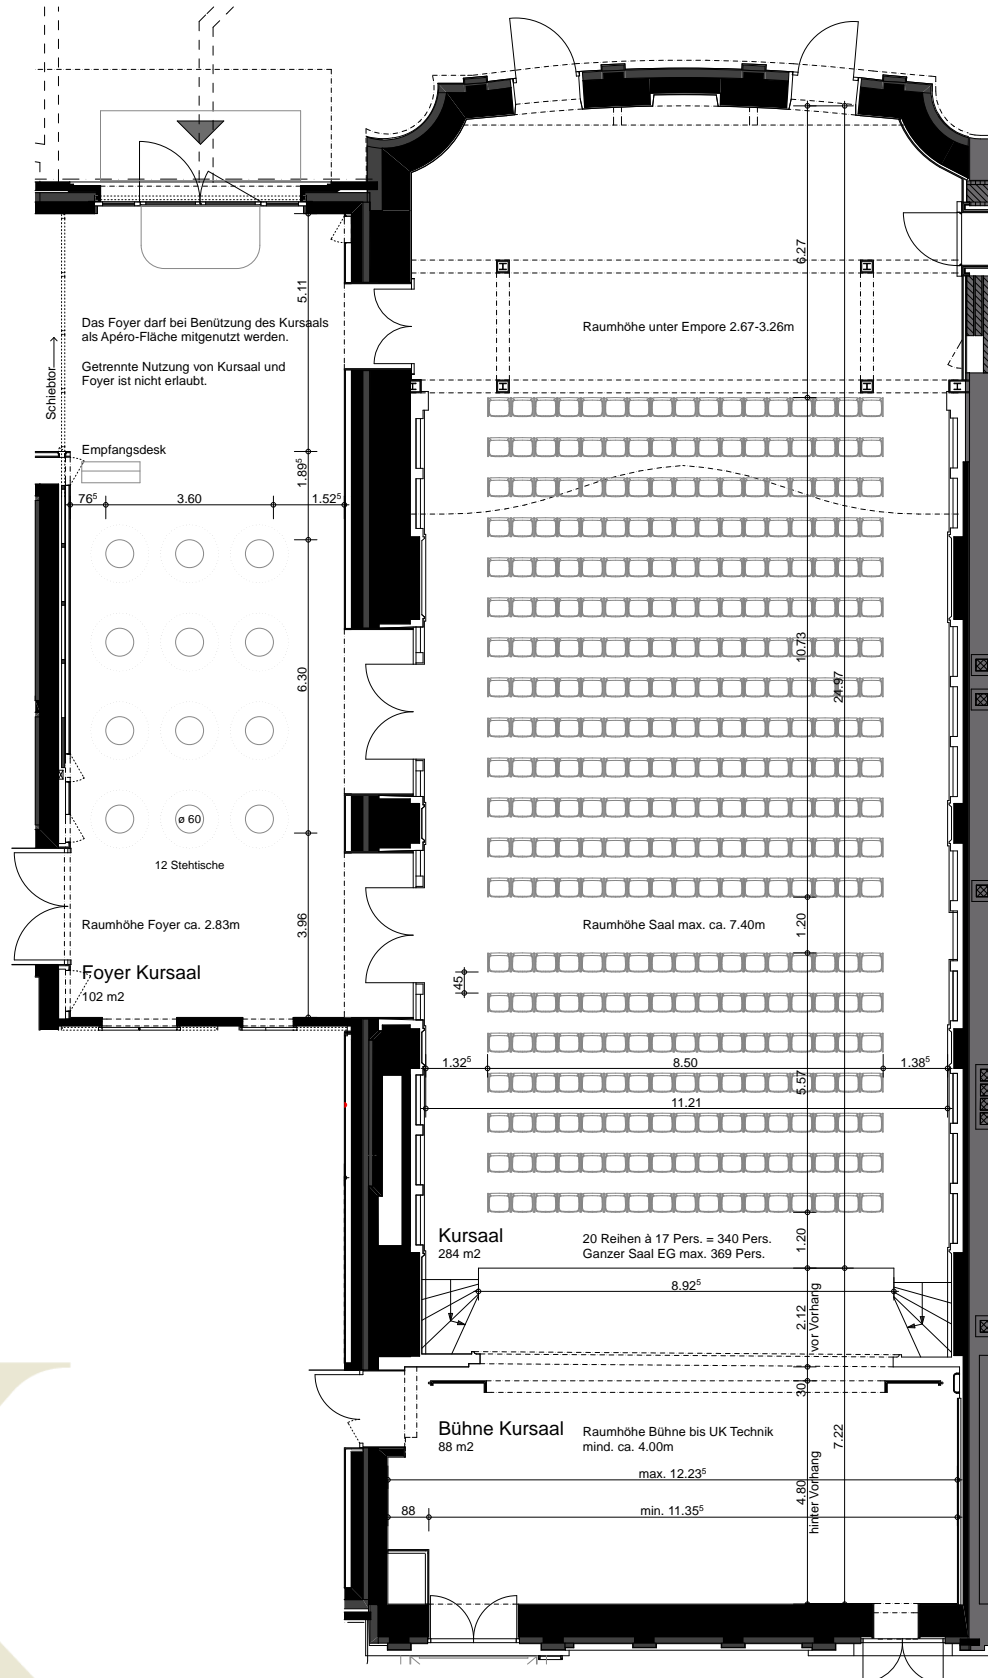 6.27
5.11
Das Foyer darf bei Benützung des Kursaals
als Apéro-Fläche mitgenutzt werden.
Getrennte Nutzung von Kursaal und
Foyer ist nicht erlaubt.
Raumhöhe unter Empore 2.67-3.26m
Schiebtor
Empfangsdesk
1.89⁵
76⁵
3.60
1.52⁵
10.73
24.97
6.30
ø 60
12 Stehtische
Raumhöhe Foyer ca. 2.83m
3.96
Raumhöhe Saal max. ca. 7.40m
1.20
Foyer Kursaal
102 m2
45
1.32⁵
8.50
1.38⁵
5.57
11.21
Kursaal
284 m2
20 Reihen à 17 Pers. = 340 Pers.
Ganzer Saal EG max. 369 Pers.
1.20
8.92⁵
2.12
vor Vorhang
30
Bühne Kursaal
88 m2
Raumhöhe Bühne bis UK Technik
mind. ca. 4.00m
7.22
max. 12.23⁵
4.80
hinter Vorhang
88
min. 11.35⁵